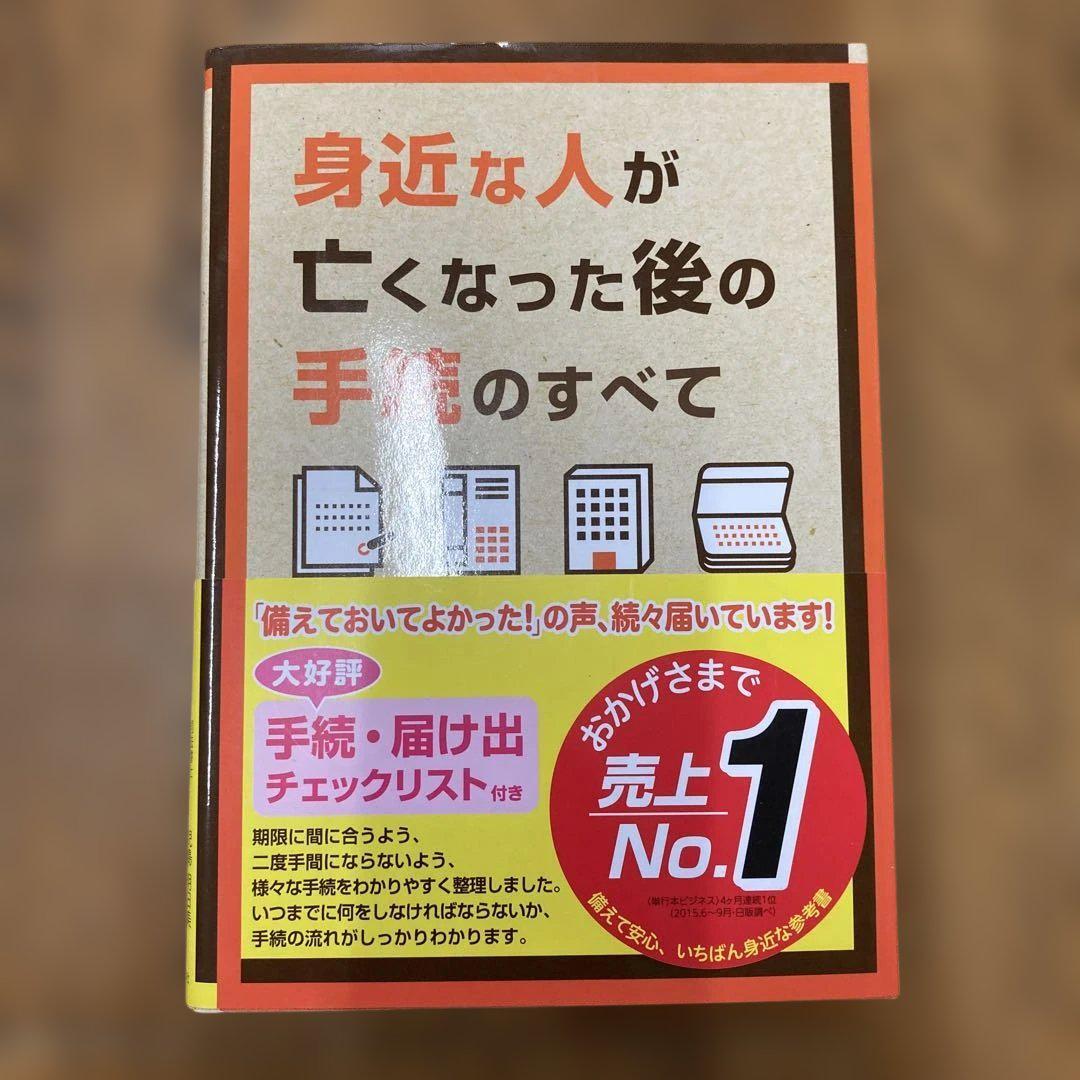 身近な人が
亡くなった後の
手続のすべて
「備えておいてよかった!」の声、続々届いています!
大好評
手続・届け出
チェックリスト付き
期限に間に合うよう、
二度手間にならないよう、
様々な手続をわかりやすく整理しました。
いつまでに何をしなければならないか、
手続の流れがしっかりわかります。
おかげさまで
売上
No.1
〈単行本ビジネス〉4ヶ月連続1位
(2015.6〜9月・日販調べ)
備えて安心、いちばん身近な参考書